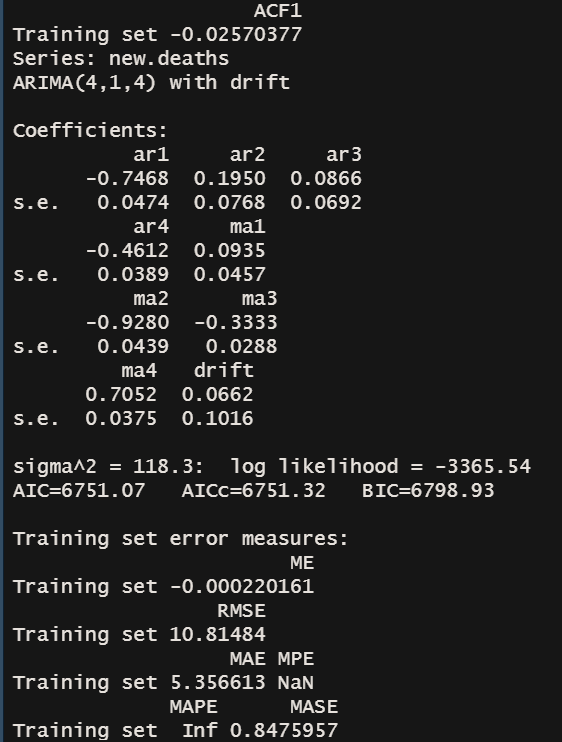 ACF1
Training set -0.02570377
Series: new.deaths
ARIMA(4,1,4) with drift
Coefficients:
ar1 ar2 ar3
-0.7468 0.1950 0.0866
s.e. 0.0474 0.0768 0.0692
ar4 ma1
-0.4612 0.0935
s.e. 0.0389 0.0457
ma2 ma3
-0.9280 -0.3333
s.e. 0.0439 0.0288
ma4 drift
0.7052 0.0662
s.e. 0.0375 0.1016
sigma^2 = 118.3: log likelihood = -3365.54
AIC=6751.07 AICc=6751.32 BIC=6798.93
Training set error measures:
ME
Training set -0.000220161
RMSE
Training set 10.81484
MAE MPE
Training set 5.356613 NaN
MAPE MASE
Training set Inf 0.8475957